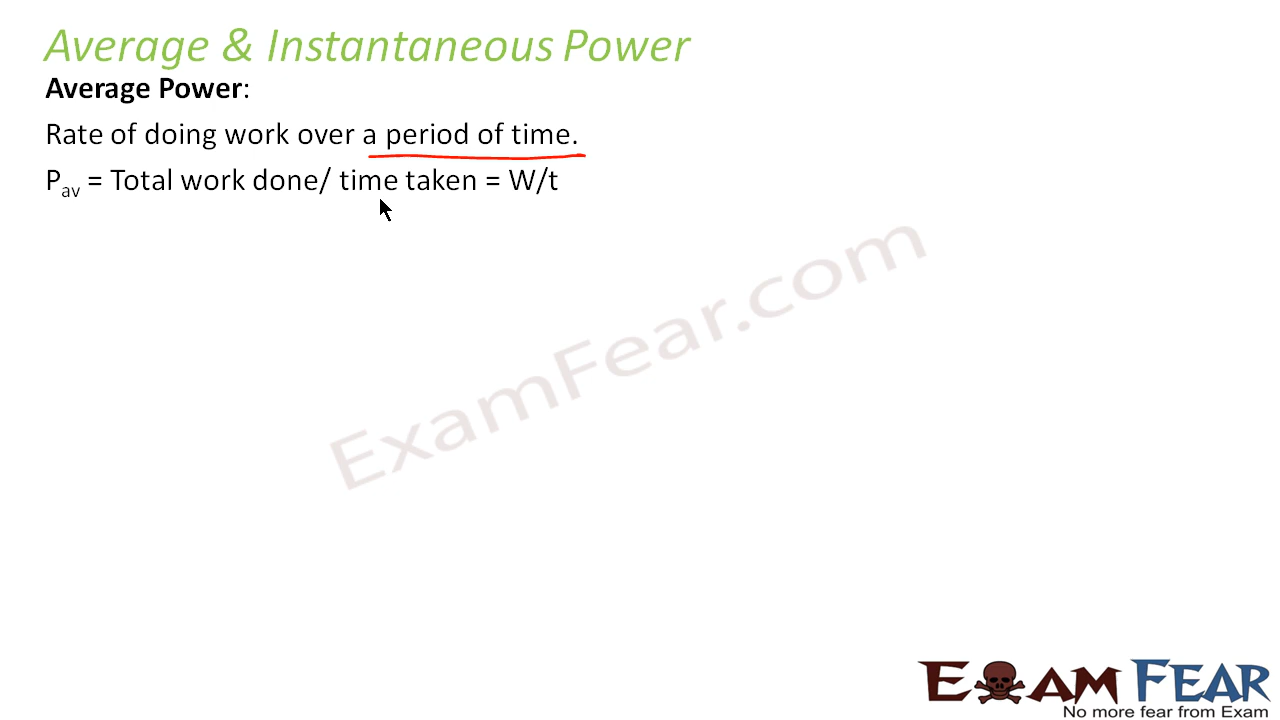 Average & Instantaneous Power
Average Power:
Rate of doing work over a period of time.
Pav = Total work done/ time taken = W/t
ExamFear.com
EXAM FEAR
No more fear from Exam